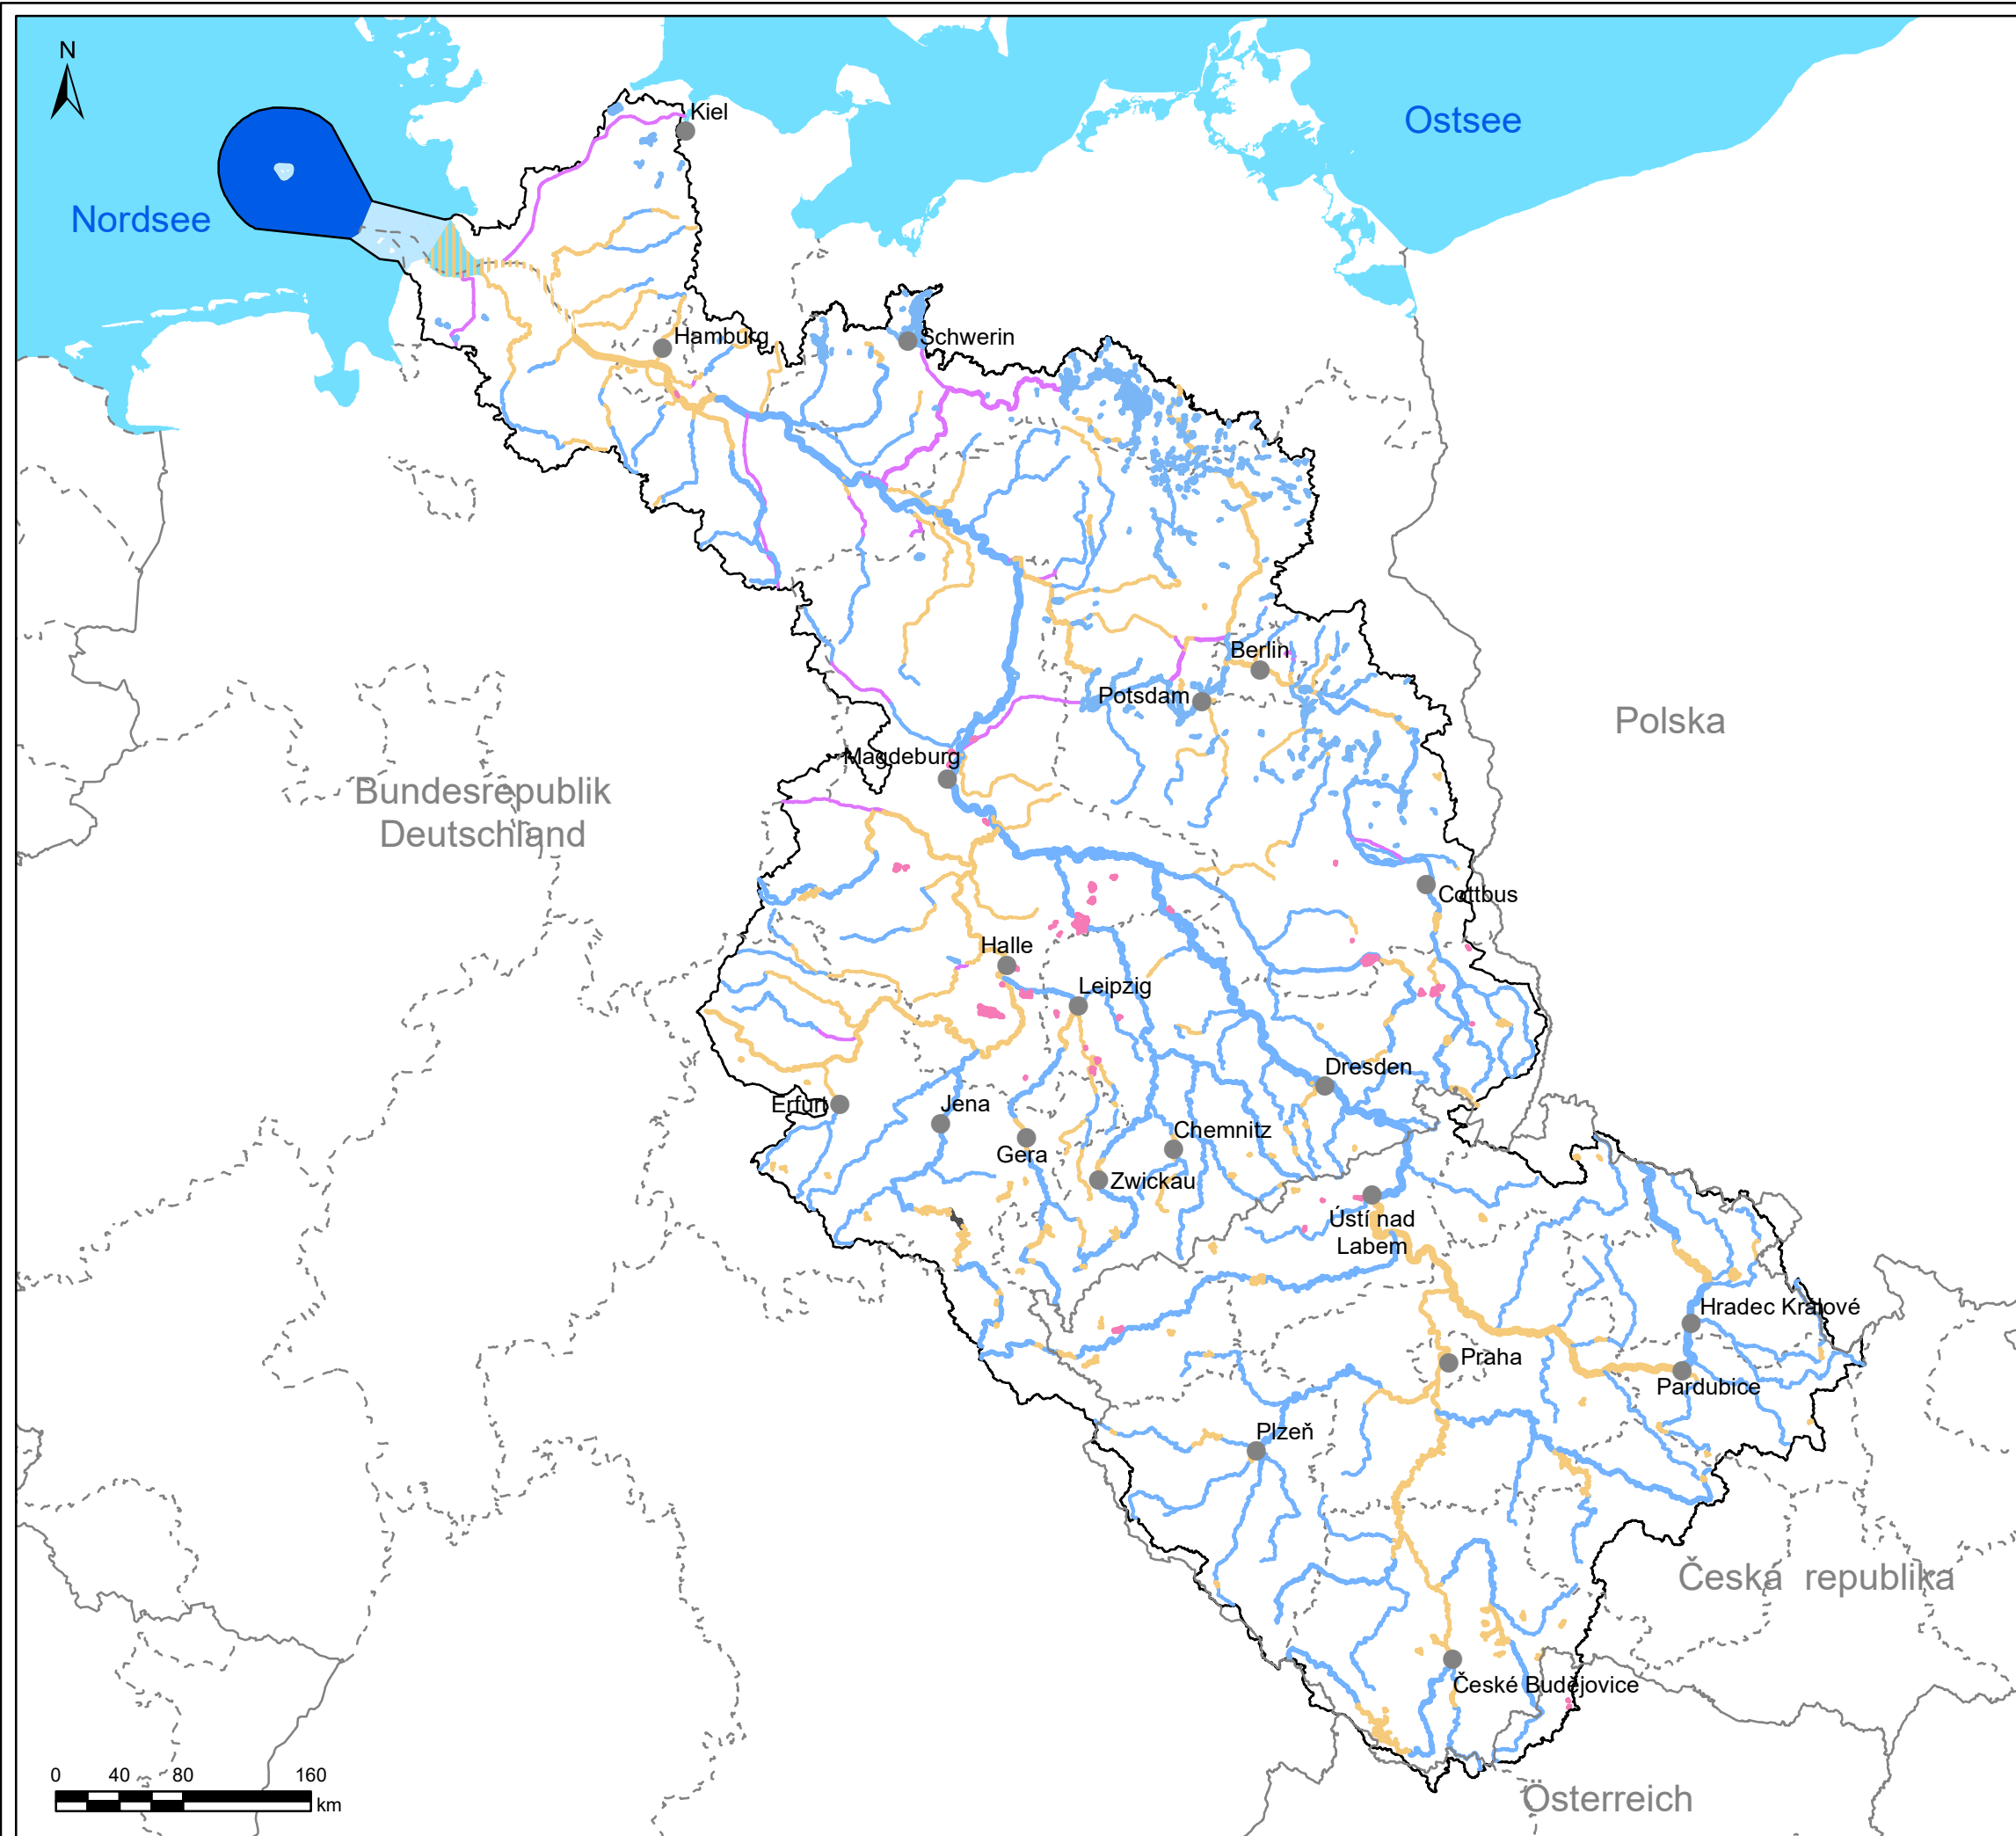 N
Kiel
Ostsee
Nordsee
Hamburg
Schwerin
Berlin
Potsdam
Polska
Magdeburg
Bundesrepublik
Deutschland
Cottbus
Halle
Leipzig
Dresden
Erfurt
Jena
Chemnitz
Gera
Zwickau
Ústí nad
Labem
Hradec Králové
Praha
Pardubice
Plzeň
Česká republika
České Budějovice
0 40 80 160
km
Österreich